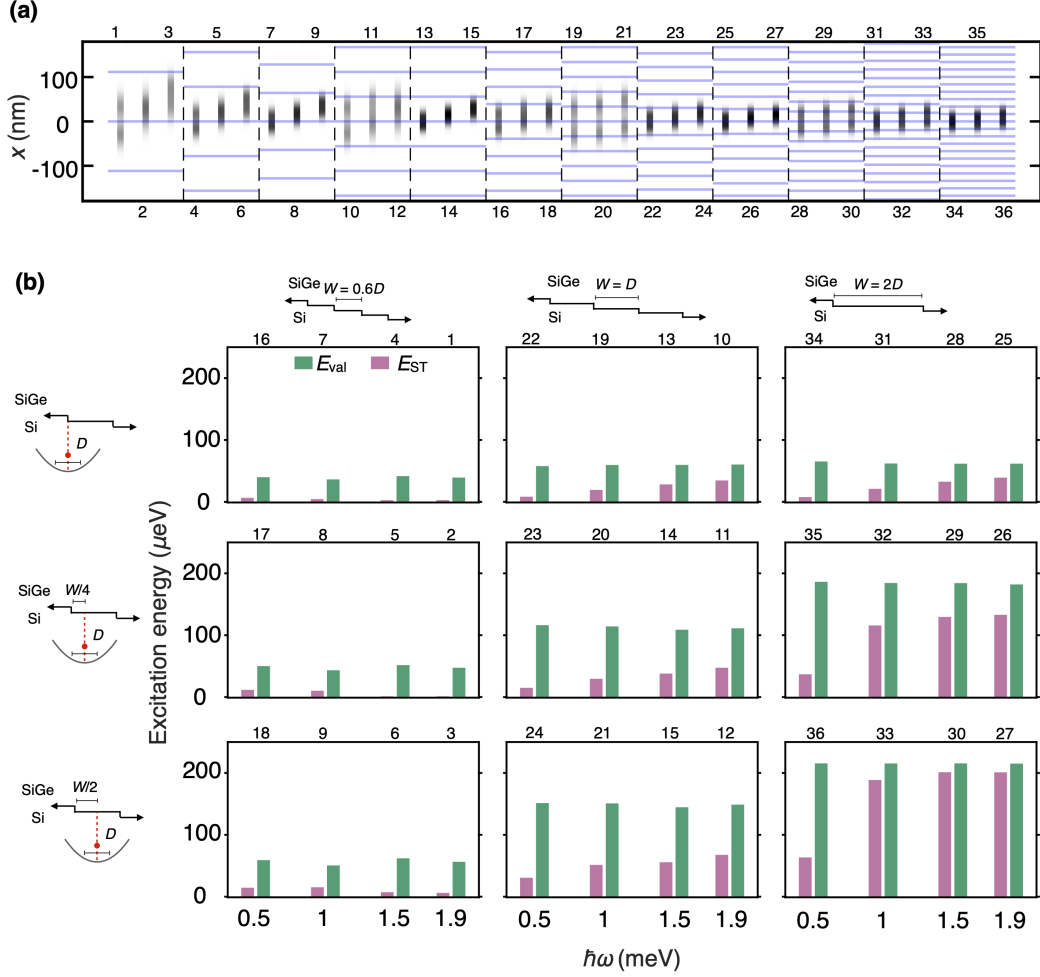 (a)
1 3 5 7 9 11 13 15 17 19 21 23 25 27 29 31 33 35
100
0
-100
x (nm)
2 4 6 8 10 12 14 16 18 20 22 24 26 28 30 32 34 36
(b)
SiGe W = 0.6D
Si
SiGe W = D
Si
SiGe W = 2D
Si
16 7 4 1
22 19 13 10
34 31 28 25
Eval EST
200
100
0
SiGe
Si
D
17 8 5 2
23 20 14 11
35 32 29 26
200
100
0
SiGe W/4
Si
D
18 9 6 3
24 21 15 12
36 33 30 27
200
100
0
SiGe W/2
Si
D
Excitation energy (μeV)
0.5 1 1.5 1.9
0.5 1 1.5 1.9
0.5 1 1.5 1.9
ℏω (meV)